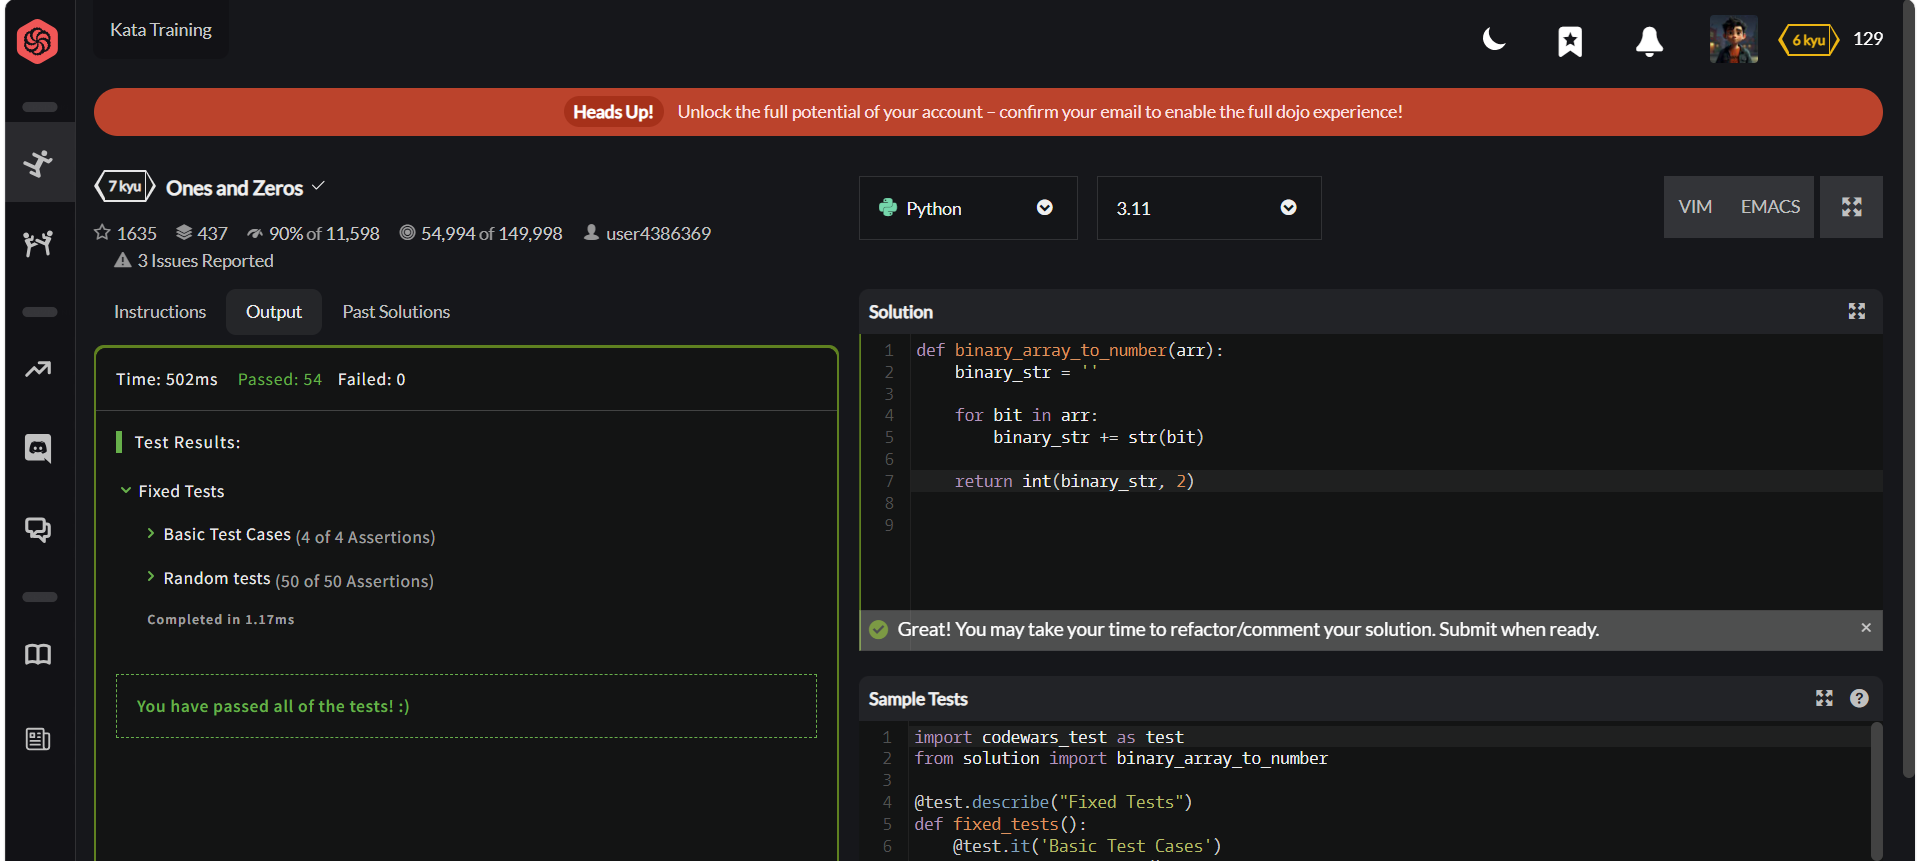 Kata Training
6 kyu 129
Heads Up! Unlock the full potential of your account – confirm your email to enable the full dojo experience!
7 kyu Ones and Zeros
1635 437 90% of 11,598 54,994 of 149,998 user4386369
3 Issues Reported
Python 3.11 VIM EMACS
Instructions Output Past Solutions
Time: 502ms Passed: 54 Failed: 0
Test Results:
Fixed Tests
Basic Test Cases (4 of 4 Assertions)
Random tests (50 of 50 Assertions)
Completed in 1.17ms
You have passed all of the tests! :)
Solution
1 def binary_array_to_number(arr):
2     binary_str = ''
3
4     for bit in arr:
5         binary_str += str(bit)
6
7     return int(binary_str, 2)
8
9
Great! You may take your time to refactor/comment your solution. Submit when ready. ×
Sample Tests ?
1 import codewars_test as test
2 from solution import binary_array_to_number
3
4 @test.describe("Fixed Tests")
5 def fixed_tests():
6     @test.it('Basic Test Cases')